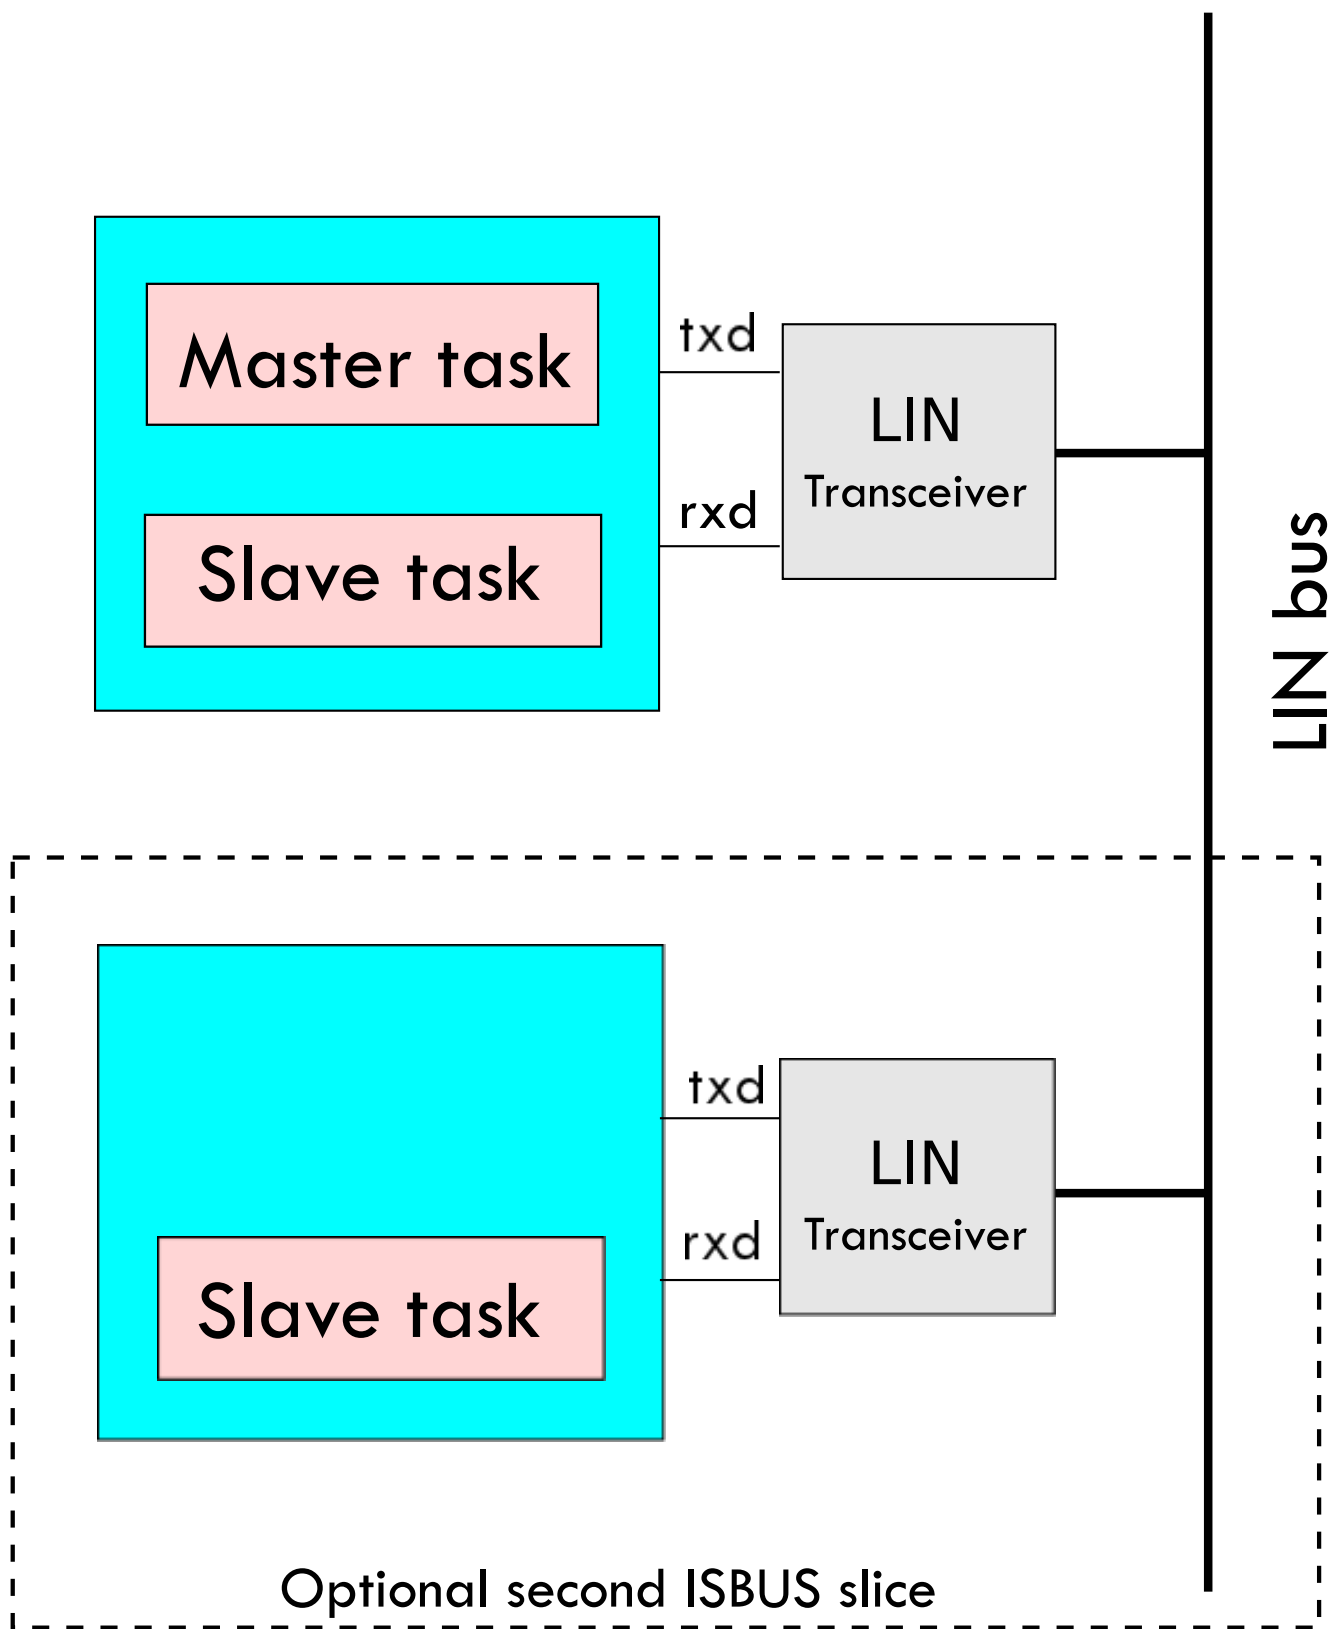 Master task
txd
LIN
Transceiver
Slave task
rxd
LIN bus
txd
LIN
Transceiver
rxd
Slave task
Optional second ISBUS slice